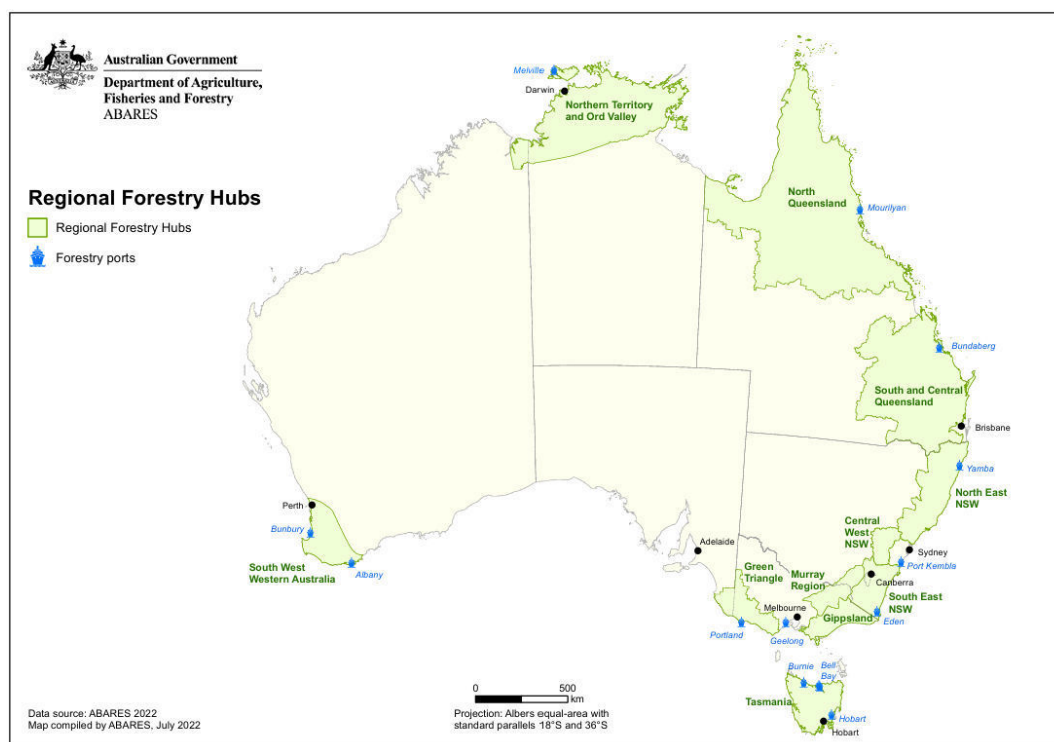 Australian Government
Department of Agriculture,
Fisheries and Forestry
ABARES
Regional Forestry Hubs
Regional Forestry Hubs
Forestry ports
Melville
Darwin
Northern Territory
and Ord Valley
North
Queensland
Mourilyan
Bundaberg
South and Central
Queensland
Brisbane
Yamba
North East
NSW
Perth
Bunbury
Albany
South West
Western Australia
Adelaide
Central
West
NSW
Sydney
Port Kembla
Green
Triangle
Murray
Region
Canberra
South East
NSW
Melbourne
Gippsland
Eden
Portland
Geelong
Burnie
Bell
Bay
Tasmania
Hobart
Hobart
0
500
km
Projection: Albers equal-area with
standard parallels 18°S and 36°S
Data source: ABARES 2022
Map compiled by ABARES, July 2022